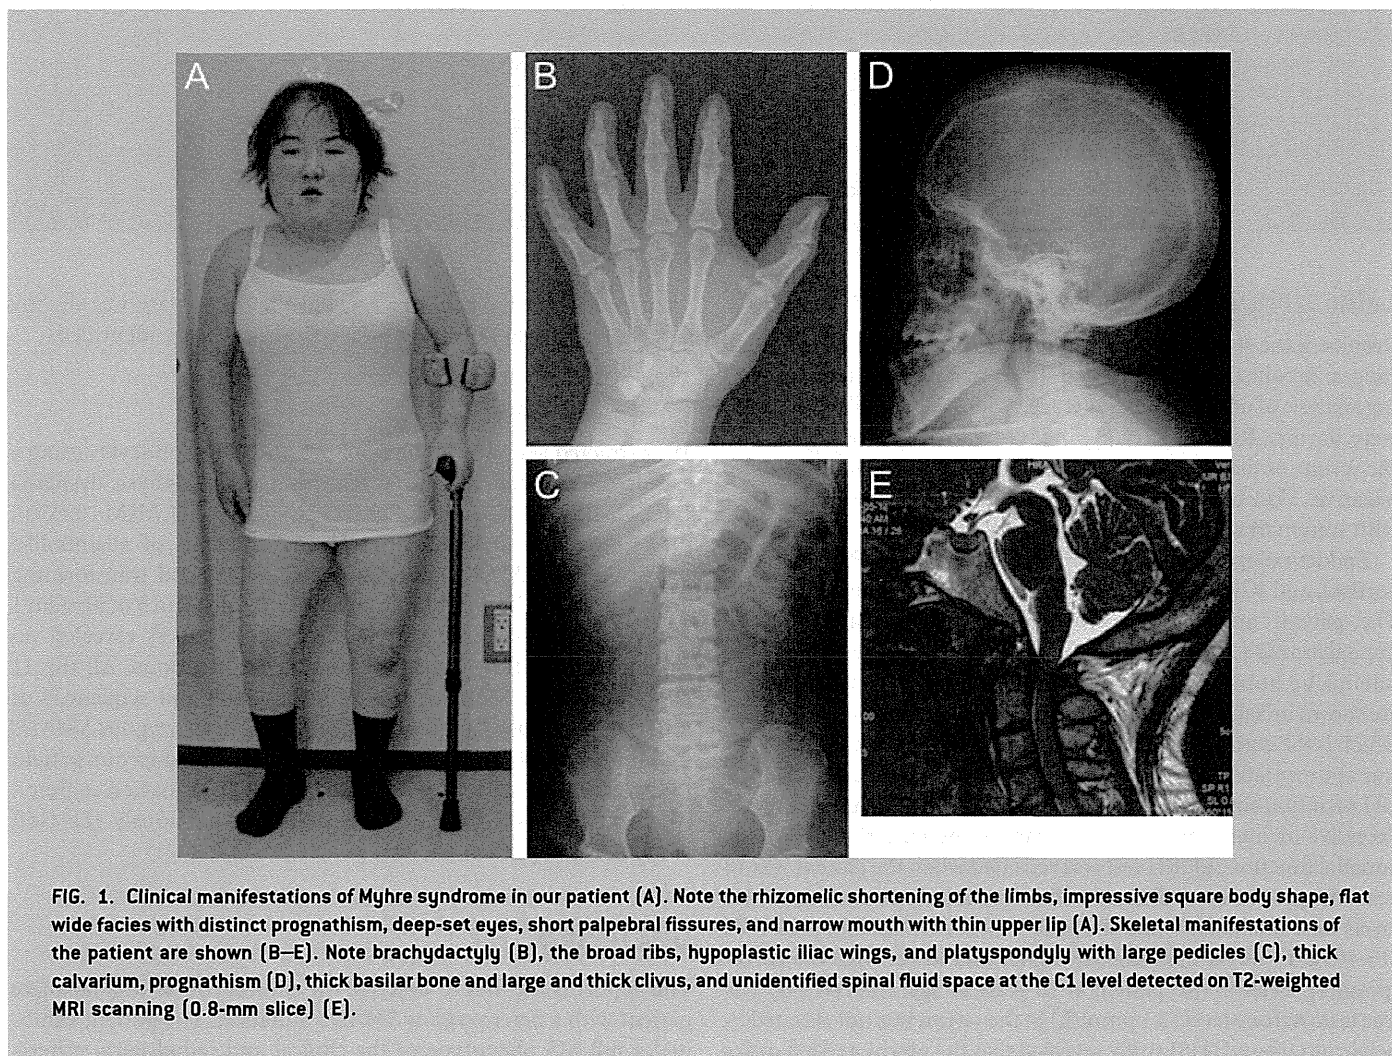 A
B
D
C
E
FIG. 1. Clinical manifestations of Myhre syndrome in our patient (A). Note the rhizomelic shortening of the limbs, impressive square body shape, flat
wide facies with distinct prognathism, deep-set eyes, short palpebral fissures, and narrow mouth with thin upper lip (A). Skeletal manifestations of
the patient are shown (B—E). Note brachydactyly (B), the broad ribs, hypoplastic iliac wings, and platyspondyly with large pedicles (C), thick
calvarium, prognathism (D), thick basilar bone and large and thick clivus, and unidentified spinal fluid space at the C1 level detected on T2-weighted
MRI scanning (0.8-mm slice) (E).